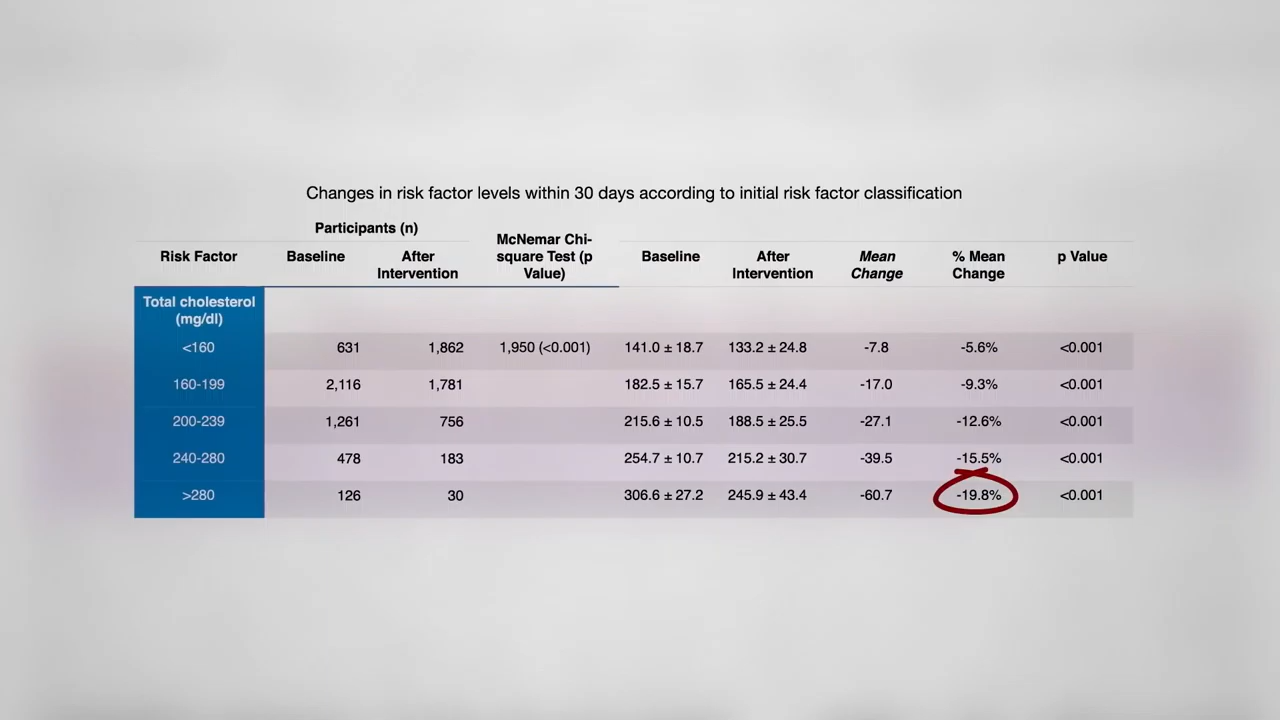 Changes in risk factor levels within 30 days according to initial risk factor classification
Participants (n)
Risk Factor Baseline After Intervention McNemar Chi-square Test (p Value) Baseline After Intervention Mean Change % Mean Change p Value
Total cholesterol (mg/dl)
<160 631 1,862 1,950 (<0.001) 141.0 ± 18.7 133.2 ± 24.8 -7.8 -5.6% <0.001
160-199 2,116 1,781 182.5 ± 15.7 165.5 ± 24.4 -17.0 -9.3% <0.001
200-239 1,261 756 215.6 ± 10.5 188.5 ± 25.5 -27.1 -12.6% <0.001
240-280 478 183 254.7 ± 10.7 215.2 ± 30.7 -39.5 -15.5% <0.001
>280 126 30 306.6 ± 27.2 245.9 ± 43.4 -60.7 -19.8% <0.001